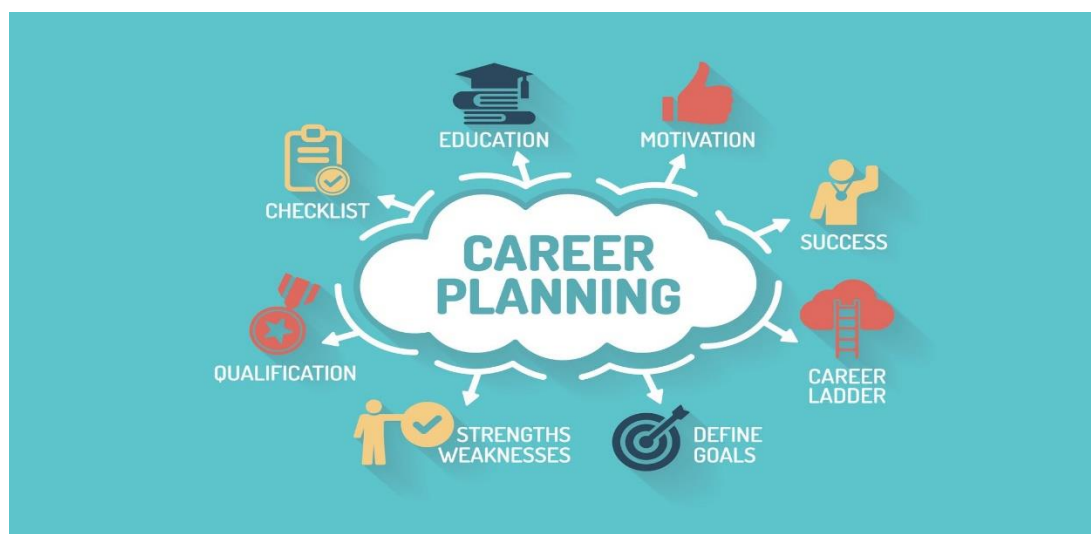 CAREER
PLANNING
EDUCATION
MOTIVATION
SUCCESS
CAREER
LADDER
DEFINE
GOALS
STRENGTHS
WEAKNESSES
QUALIFICATION
CHECKLIST